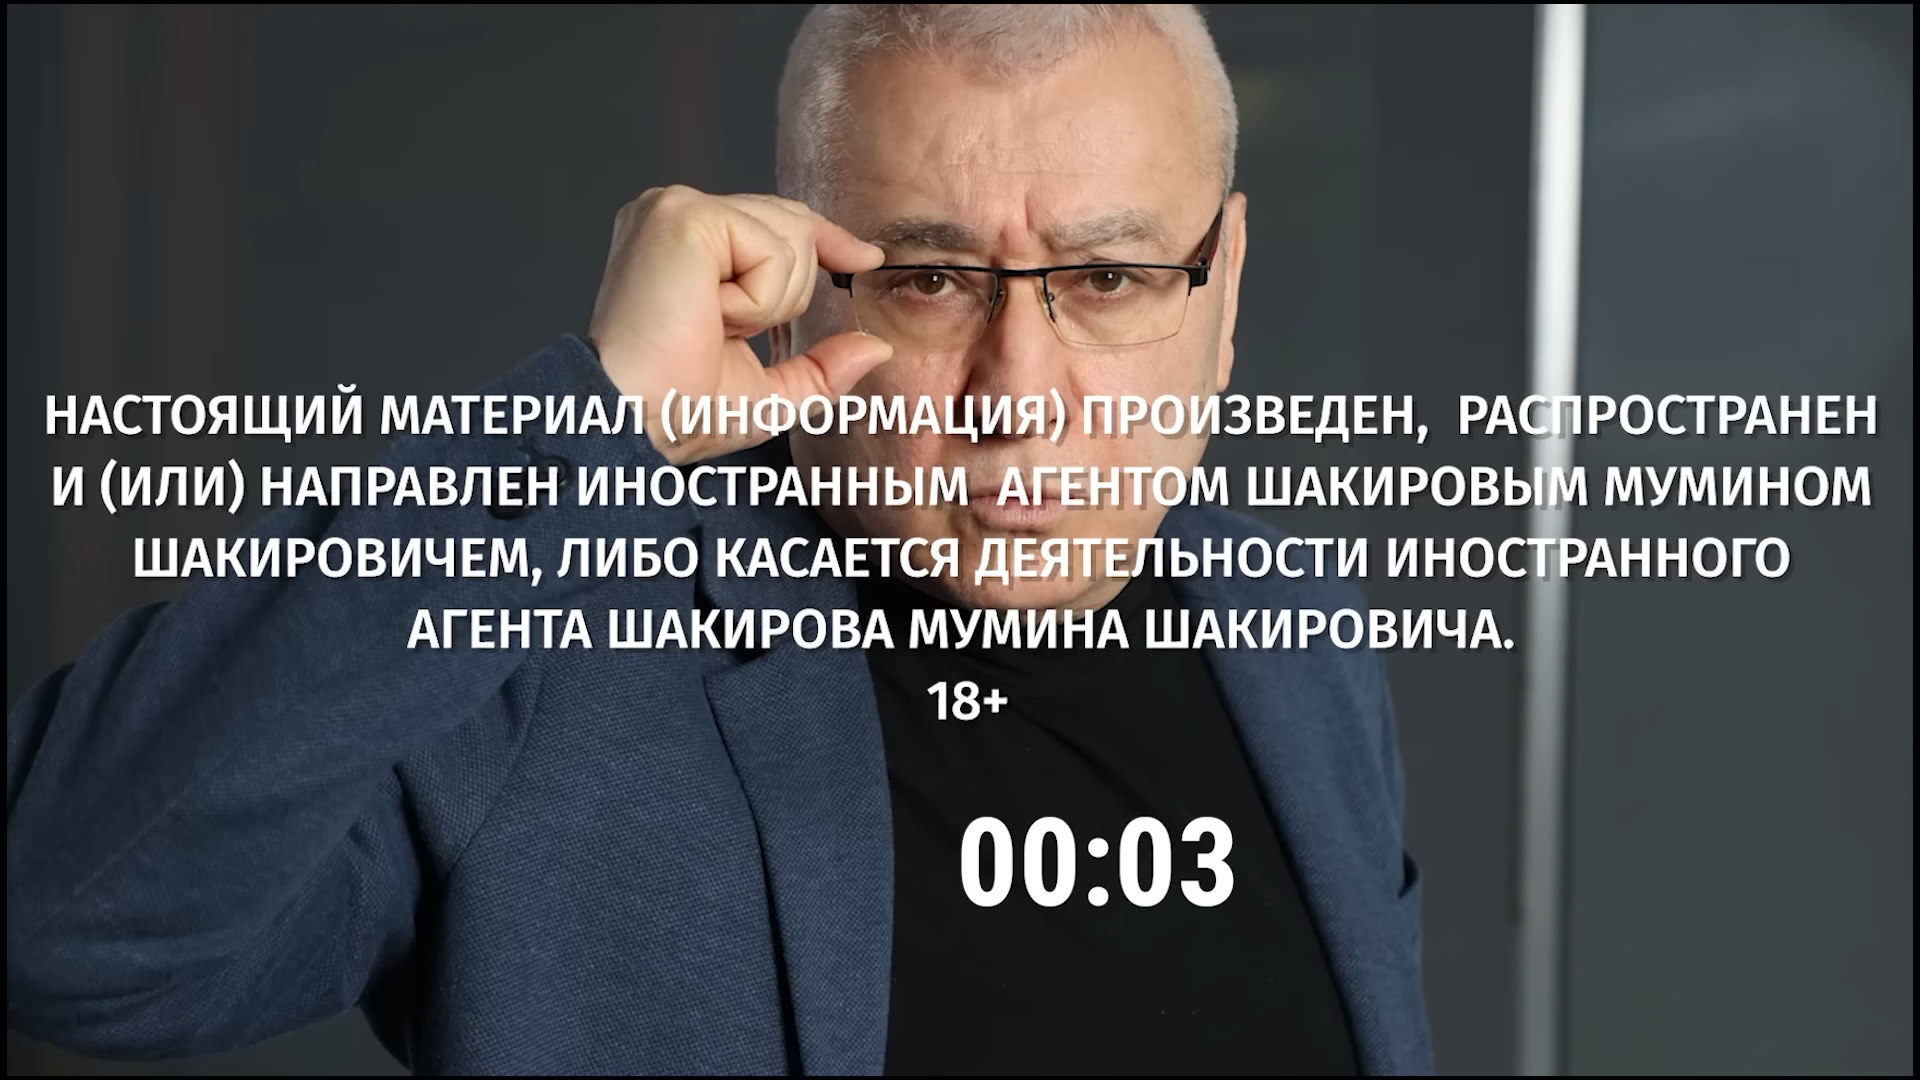 НАСТОЯЩИЙ МАТЕРИАЛ (ИНФОРМАЦИЯ) ПРОИЗВЕДЕН, РАСПРОСТРАНЕН
И (ИЛИ) НАПРАВЛЕН ИНОСТРАННЫМ АГЕНТОМ ШАКИРОВЫМ МУМИНОМ
ШАКИРОВИЧЕМ, ЛИБО КАСАЕТСЯ ДЕЯТЕЛЬНОСТИ ИНОСТРАННОГО
АГЕНТА ШАКИРОВА МУМИНА ШАКИРОВИЧА.
18+
00:03